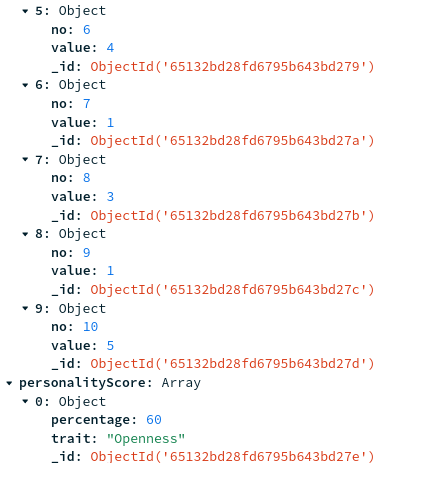 5: Object
no: 6
value: 4
_id: ObjectId('65132bd28fd6795b643bd279')
6: Object
no: 7
value: 1
_id: ObjectId('65132bd28fd6795b643bd27a')
7: Object
no: 8
value: 3
_id: ObjectId('65132bd28fd6795b643bd27b')
8: Object
no: 9
value: 1
_id: ObjectId('65132bd28fd6795b643bd27c')
9: Object
no: 10
value: 5
_id: ObjectId('65132bd28fd6795b643bd27d')
personalityScore: Array
0: Object
percentage: 60
trait: "Openness"
_id: ObjectId('65132bd28fd6795b643bd27e')